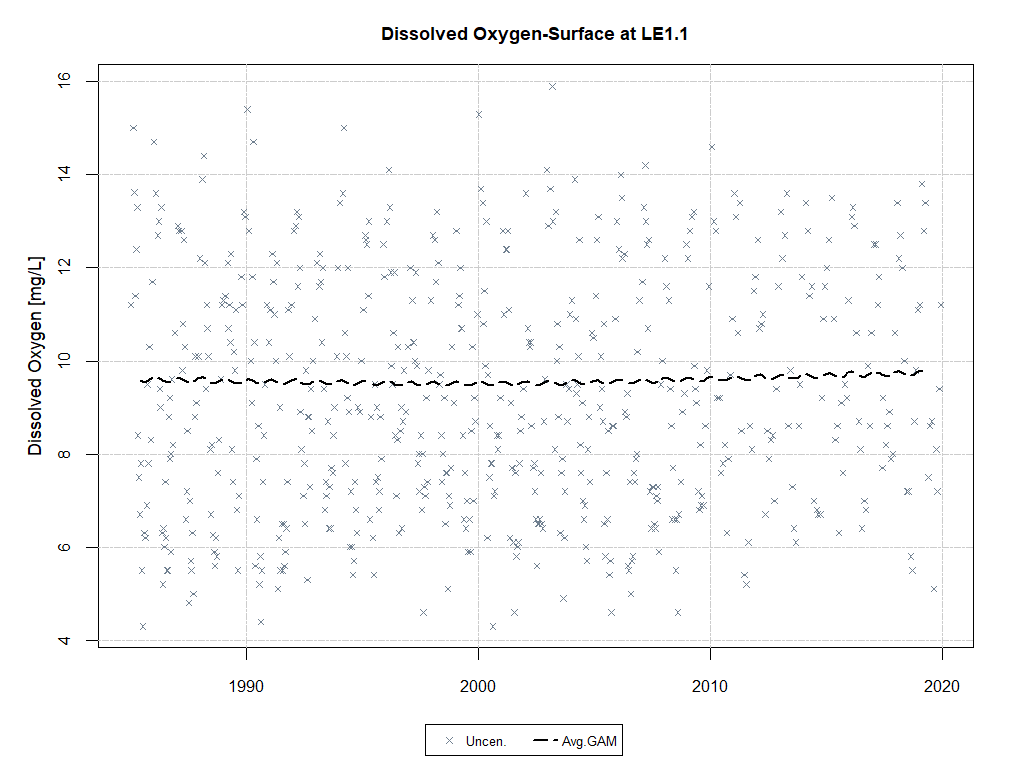 Dissolved Oxygen-Surface at LE1.1
Dissolved Oxygen [mg/L]
16
14
12
10
8
6
4
1990 2000 2010 2020
Uncen. Avg.GAM